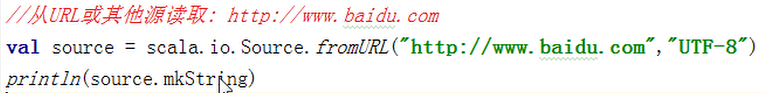 //从URL或其他源读取: http://www.baidu.com
val source = scala.io.Source.fromURL("http://www.baidu.com","UTF-8")
println(source.mkString)